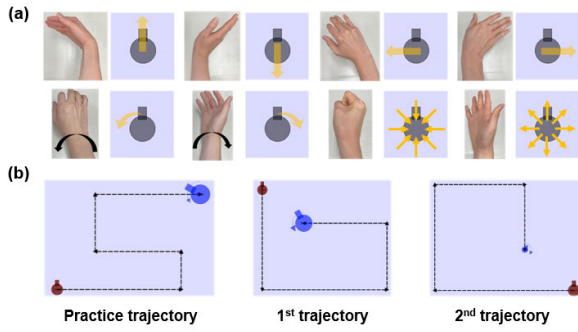 (a)
(b)
Practice trajectory
1st trajectory
2nd trajectory